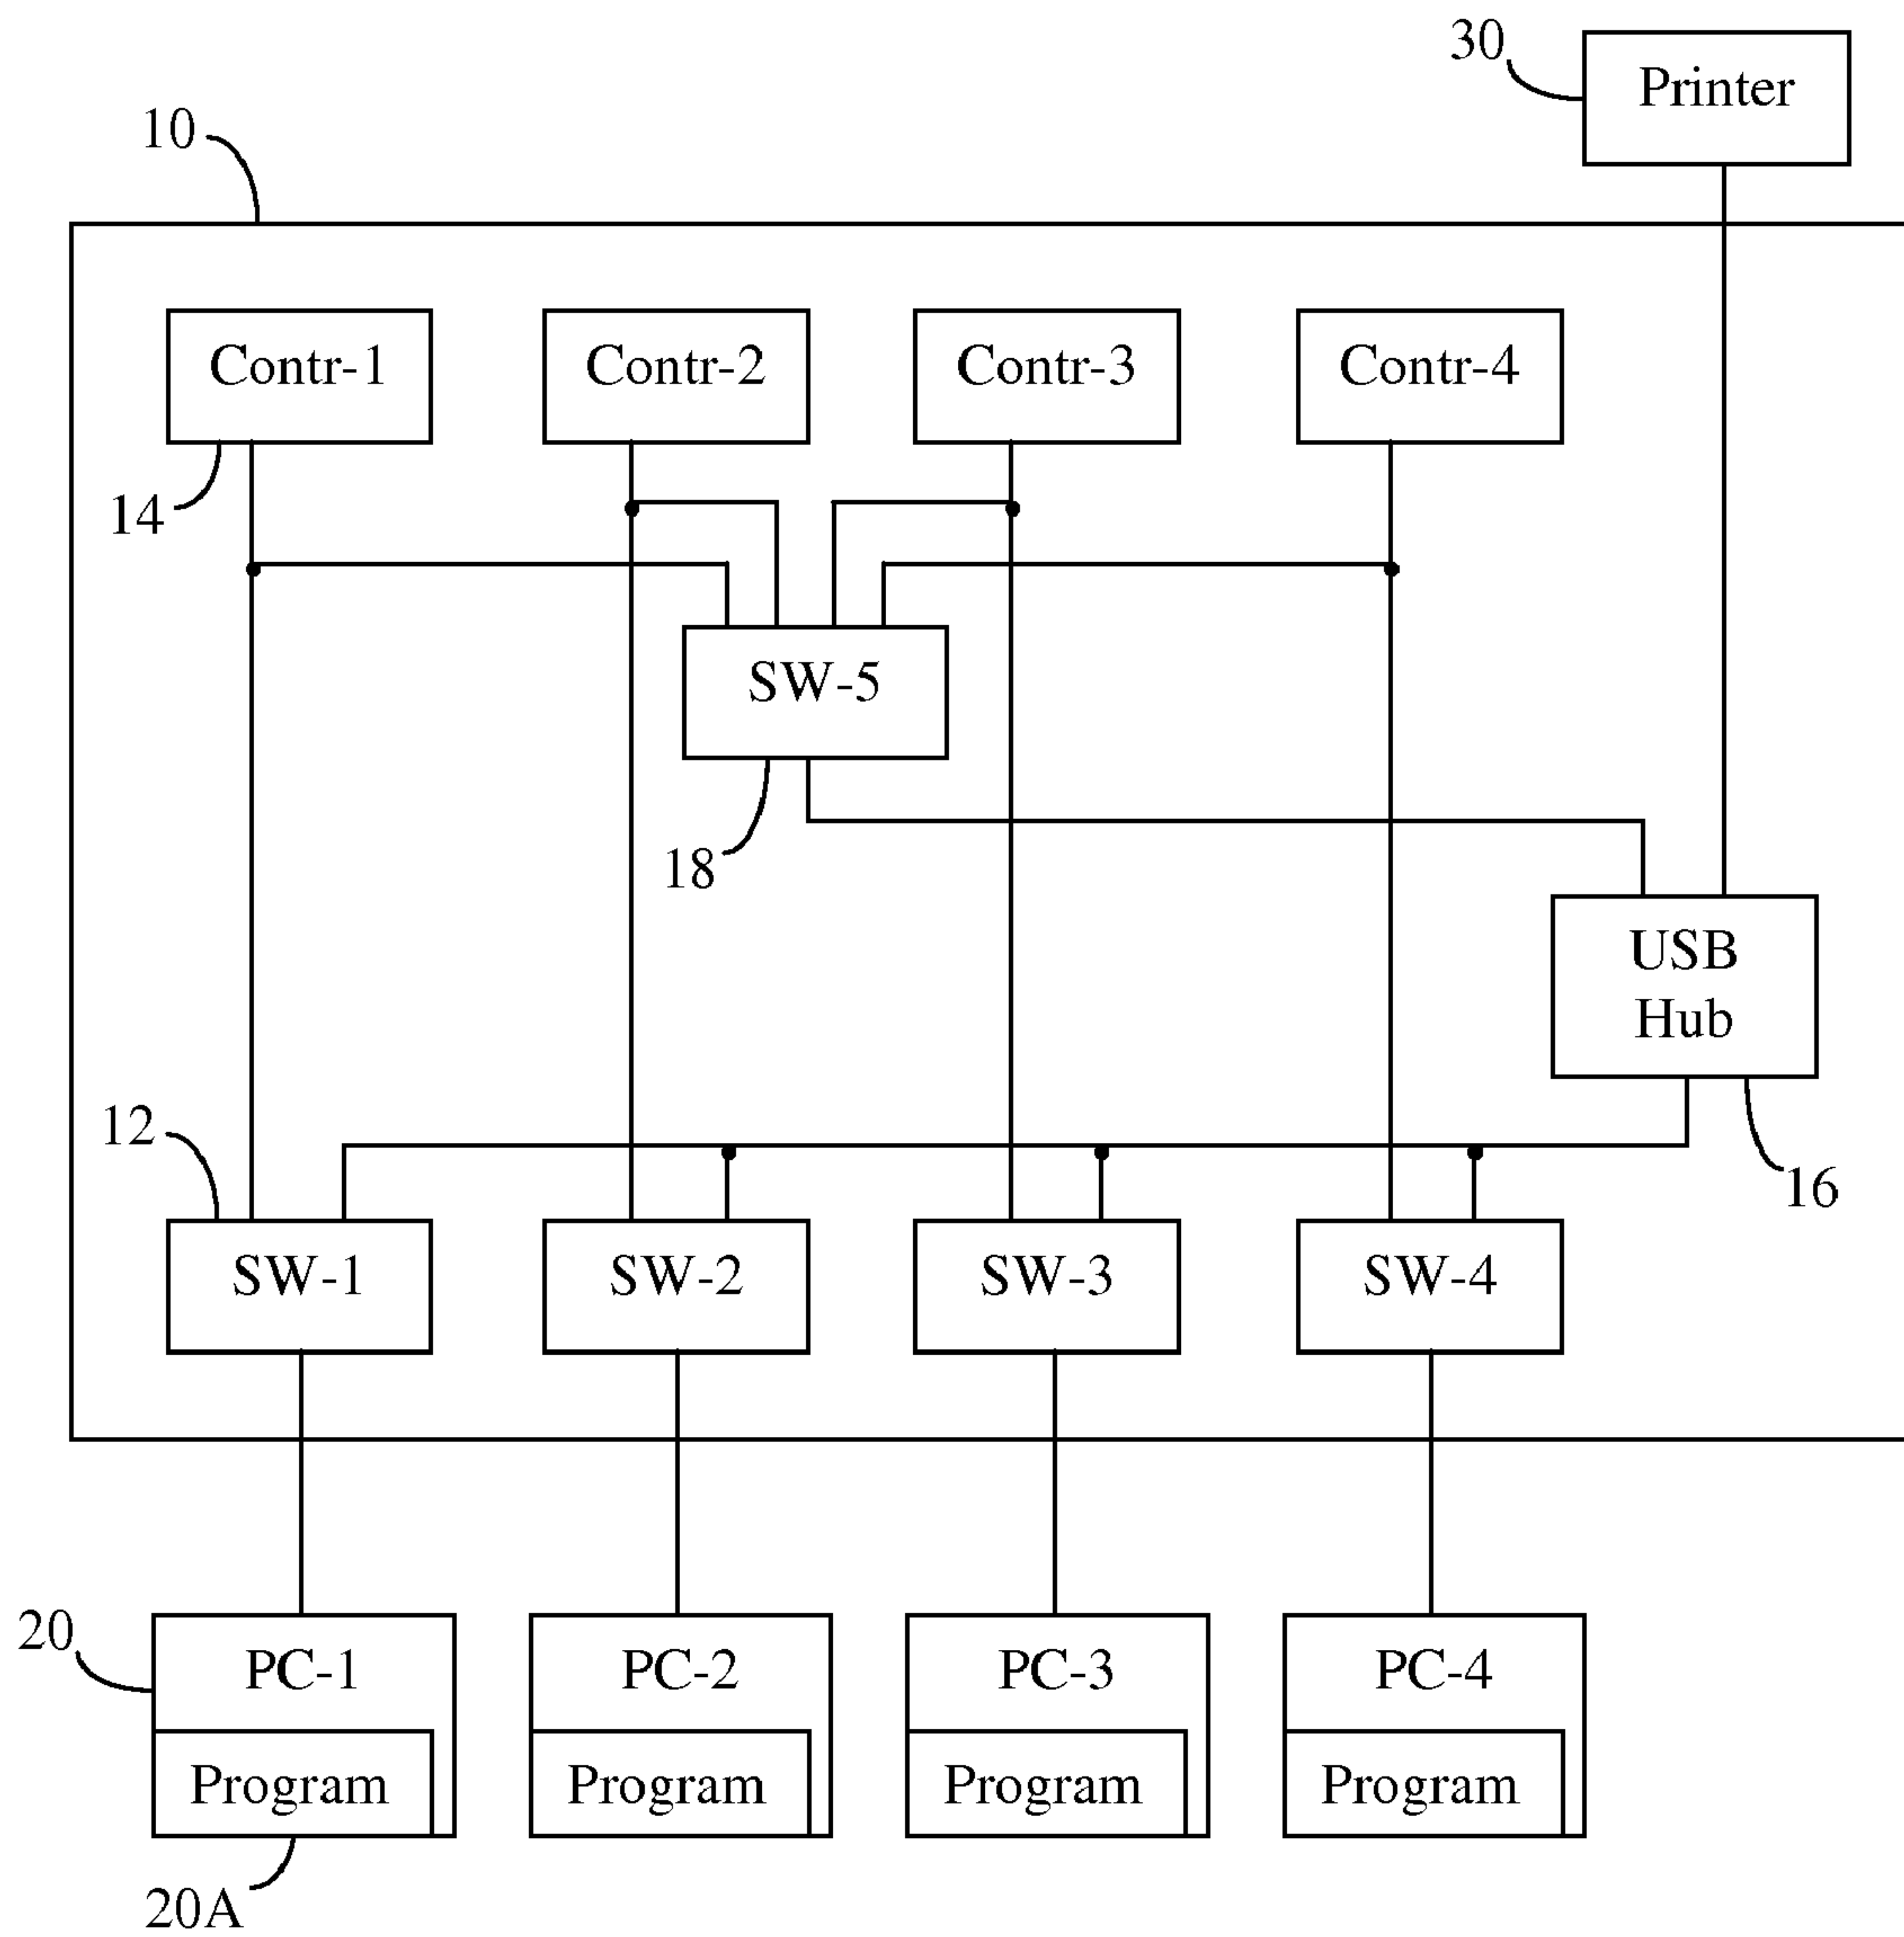 30
Printer
10
Contr-1
Contr-2
Contr-3
Contr-4
14
SW-5
18
USB
Hub
12
16
SW-1
SW-2
SW-3
SW-4
20
PC-1
PC-2
PC-3
PC-4
Program
Program
Program
Program
20A